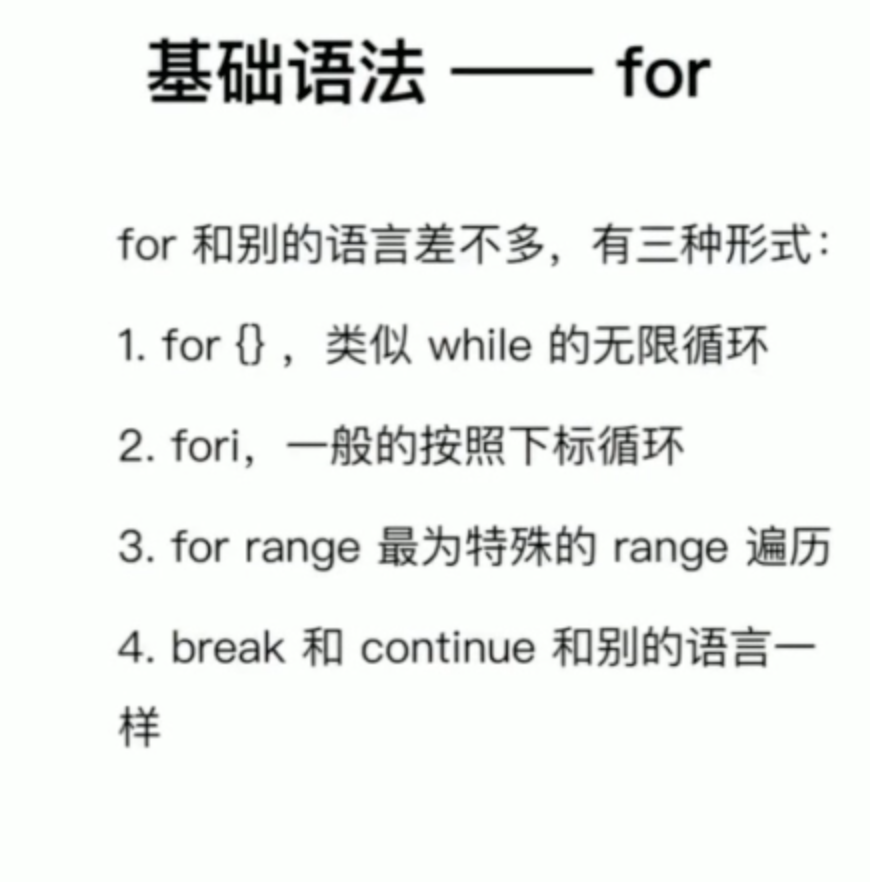 基础语法 —— for
for 和别的语言差不多，有三种形式：
1. for {} ，类似 while 的无限循环
2. fori，一般的按照下标循环
3. for range 最为特殊的 range 遍历
4. break 和 continue 和别的语言一
样